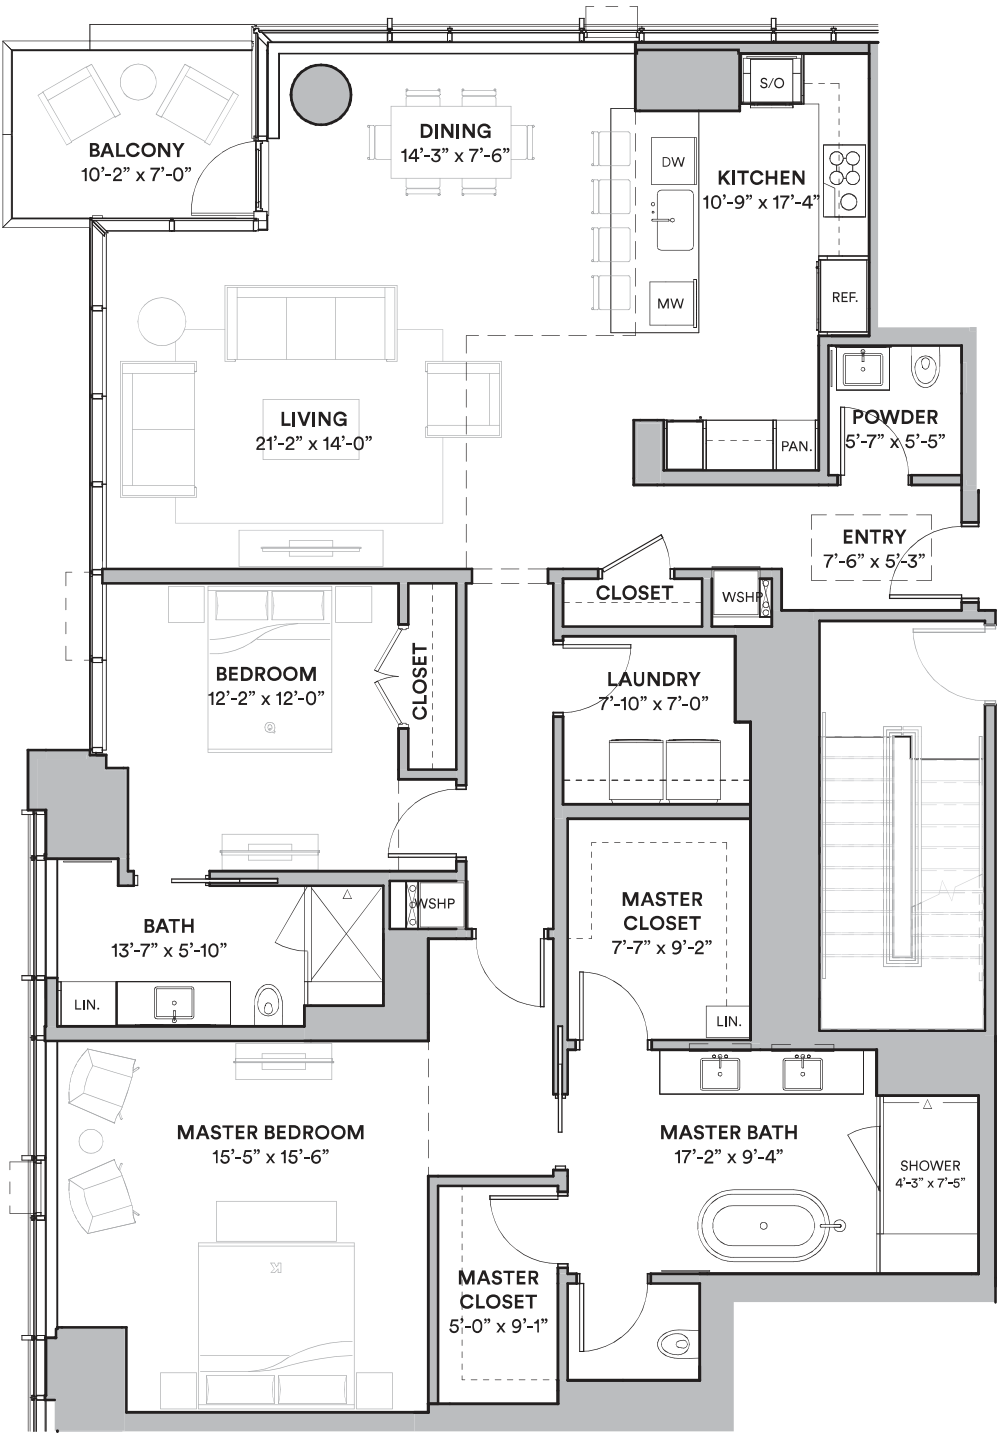 S/O
BALCONY
10'-2" x 7'-0"
DINING
14'-3" x 7'-6"
DW
KITCHEN
10'-9" x 17'-4"
MW
REF.
LIVING
21'-2" x 14'-0"
PAN.
POWDER
5'-7" x 5'-5"
ENTRY
7'-6" x 5'-3"
CLOSET
WSHP
BEDROOM
12'-2" x 12'-0"
Q
CLOSET
LAUNDRY
7'-10" x 7'-0"
MASTER
CLOSET
7'-7" x 9'-2"
LIN.
WSHP
BATH
13'-7" x 5'-10"
LIN.
MASTER BEDROOM
15'-5" x 15'-6"
K
MASTER BATH
17'-2" x 9'-4"
SHOWER
4'-3" x 7'-5"
MASTER
CLOSET
5'-0" x 9'-1"